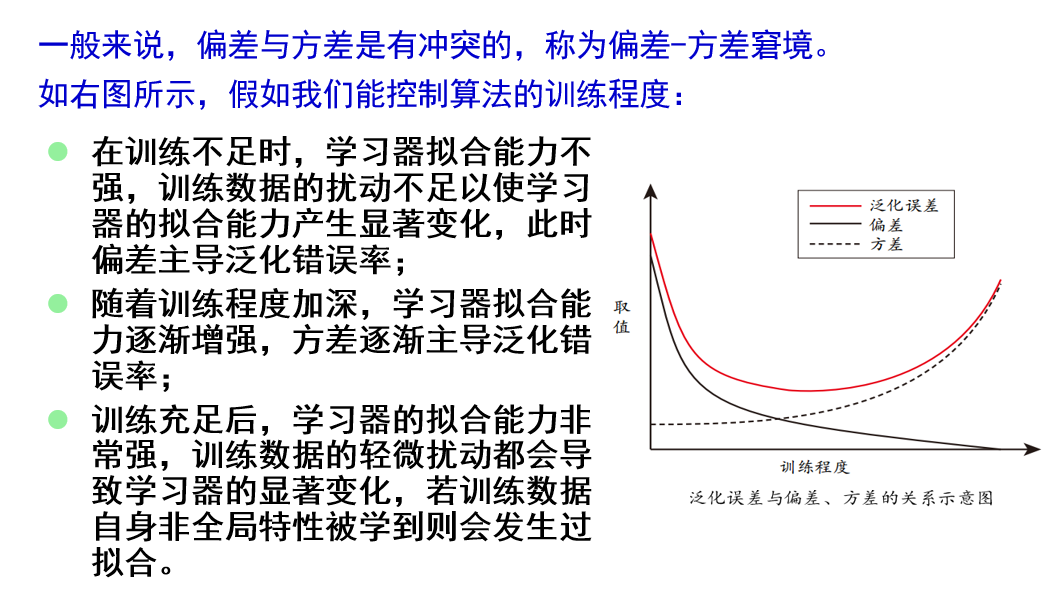 一般来说，偏差与方差是有冲突的，称为偏差-方差窘境。
如右图所示，假如我们能控制算法的训练程度：
在训练不足时，学习器拟合能力不
强，训练数据的扰动不足以使学习
器的拟合能力产生显著变化，此时
偏差主导泛化错误率；
随着训练程度加深，学习器拟合能
力逐渐增强，方差逐渐主导泛化错
误率；
训练充足后，学习器的拟合能力非
常强，训练数据的轻微扰动都会导
致学习器的显著变化，若训练数据
自身非全局特性被学到则会发生过
拟合。
泛化误差
偏差
方差
取
值
训练程度
泛化误差与偏差、方差的关系示意图